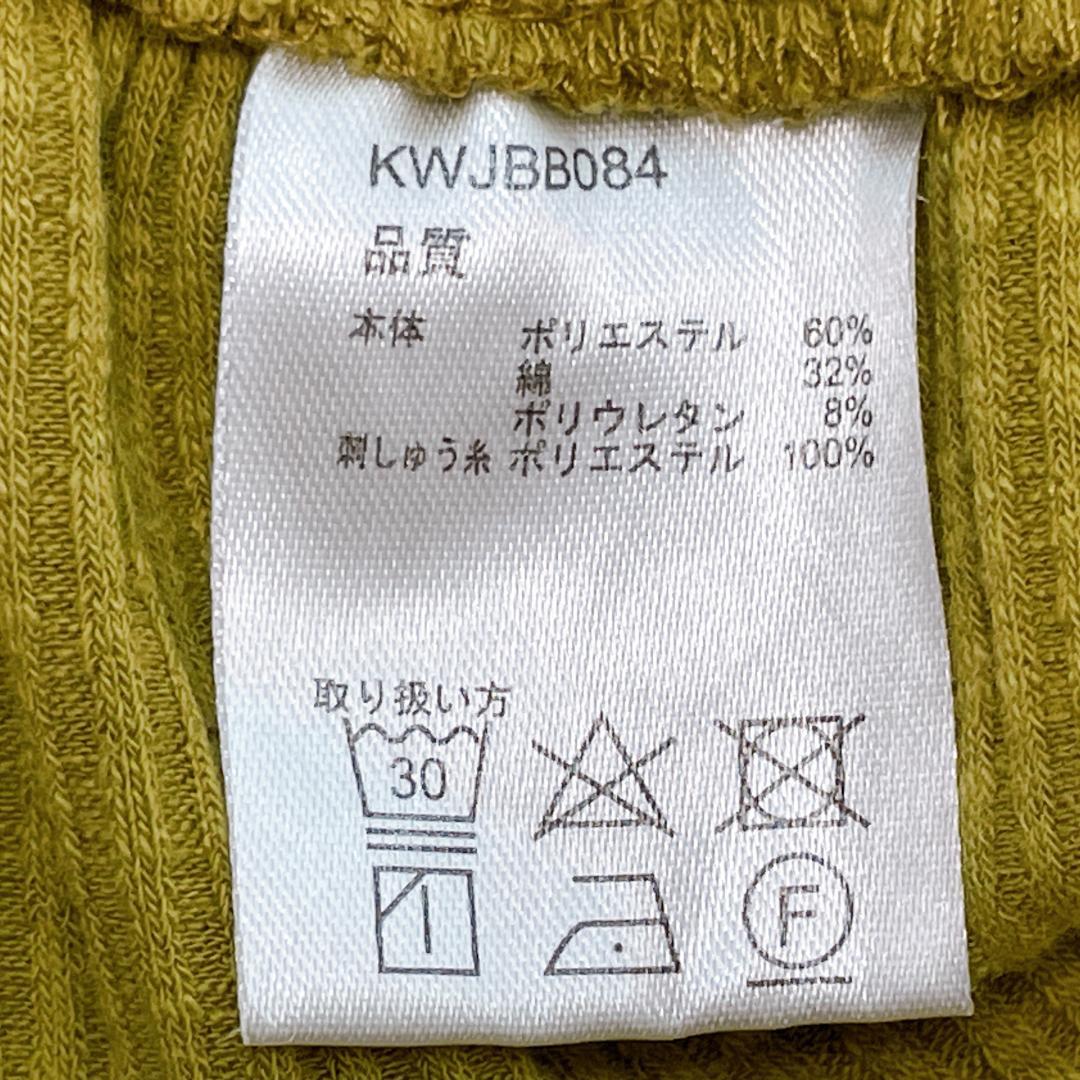 KWJBB084
品質
本体 ポリエステル 60%
綿 32%
ポリウレタン 8%
刺しゅう糸 ポリエステル 100%
取り扱い方
30
F